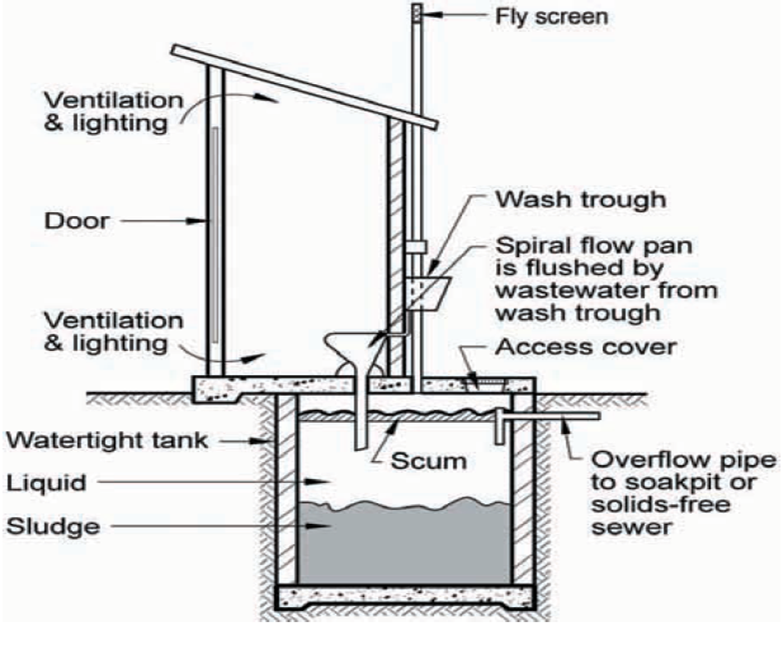 Fly screen
Ventilation
& lighting
Wash trough
Door
Spiral flow pan
is flushed by
wastewater from
wash trough
Ventilation
& lighting
Access cover
Watertight tank
Scum
Overflow pipe
to soakpit or
solids-free
sewer
Liquid
Sludge